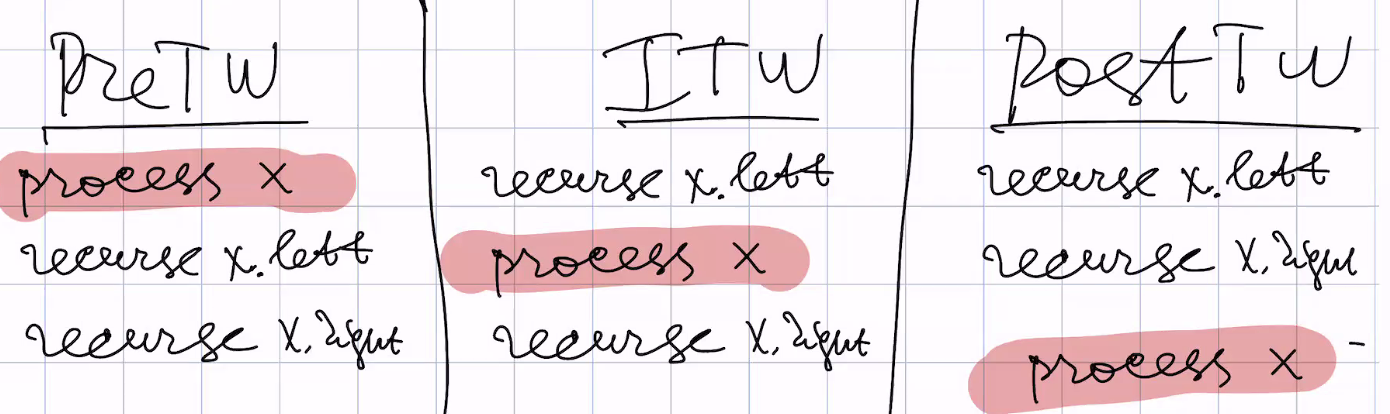 PreTW
process x
recurse x.left
recurse x.right
ITW
recurse x.left
process x
recurse x.right
PostTW
recurse x.left
recurse x.right
process x